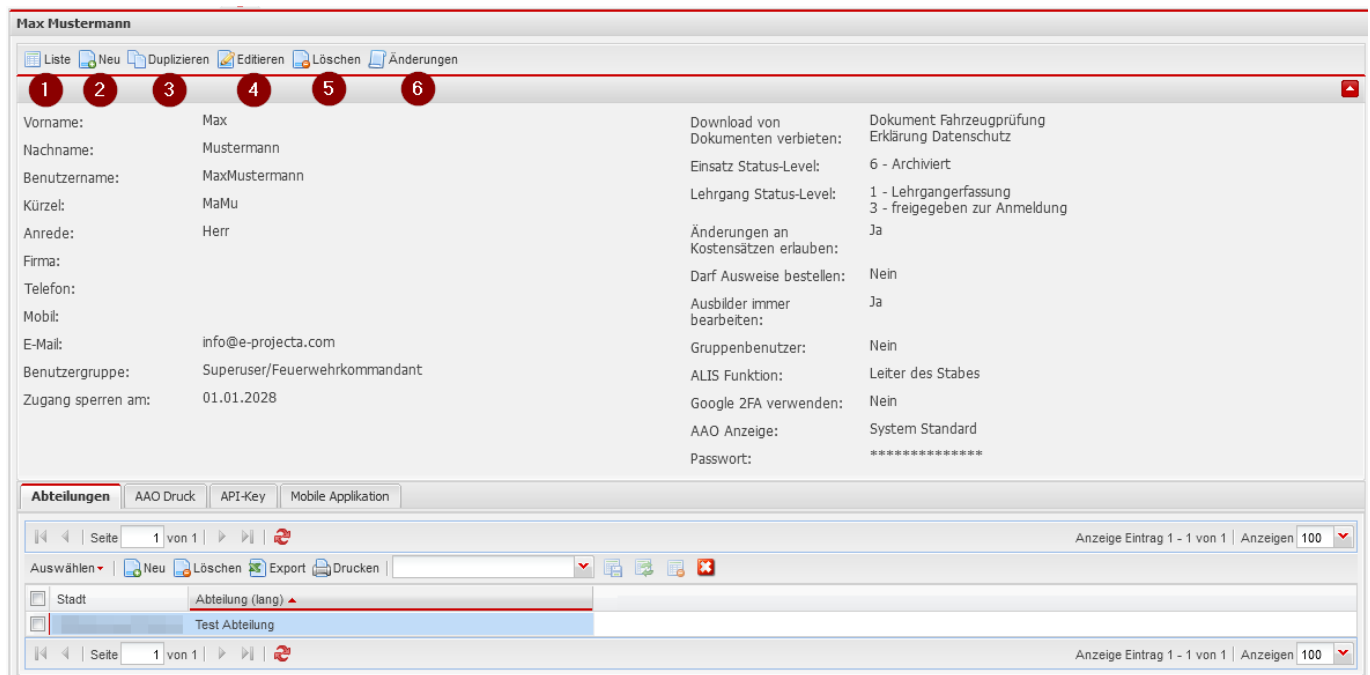 Max Mustermann
Liste Neu Duplizieren Editieren Löschen Änderungen
1 2 3 4 5 6
Vorname: Max
Nachname: Mustermann
Benutzername: MaxMustermann
Kürzel: MaMu
Anrede: Herr
Firma:
Telefon:
Mobil:
E-Mail: info@e-projecta.com
Benutzergruppe: Superuser/Feuerwehrkommandant
Zugang sperren am: 01.01.2028
Download von Dokument Fahrzeugprüfung
Dokumenten verbieten: Erklärung Datenschutz
Einsatz Status-Level: 6 - Archiviert
Lehrgang Status-Level: 1 - Lehrgangerfassung
3 - freigegeben zur Anmeldung
Änderungen an Ja
Kostensätzen erlauben:
Darf Ausweise bestellen: Nein
Ausbilder immer Ja
bearbeiten:
Gruppenbenutzer: Nein
ALIS Funktion: Leiter des Stabes
Google 2FA verwenden: Nein
AAO Anzeige: System Standard
Passwort: **************
Abteilungen AAO Druck API-Key Mobile Applikation
Seite 1 von 1 Anzeige Eintrag 1 - 1 von 1 Anzeigen 100
Auswählen Neu Löschen Export Drucken
Stadt Abteilung (lang)
Test Abteilung
Seite 1 von 1 Anzeige Eintrag 1 - 1 von 1 Anzeigen 100